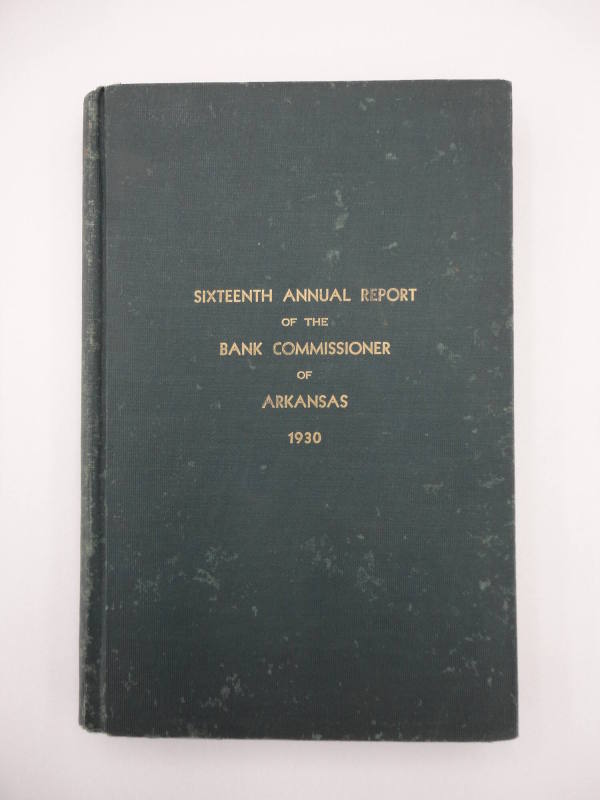 SIXTEENTH ANNUAL REPORT
OF THE
BANK COMMISSIONER
OF
ARKANSAS
1930